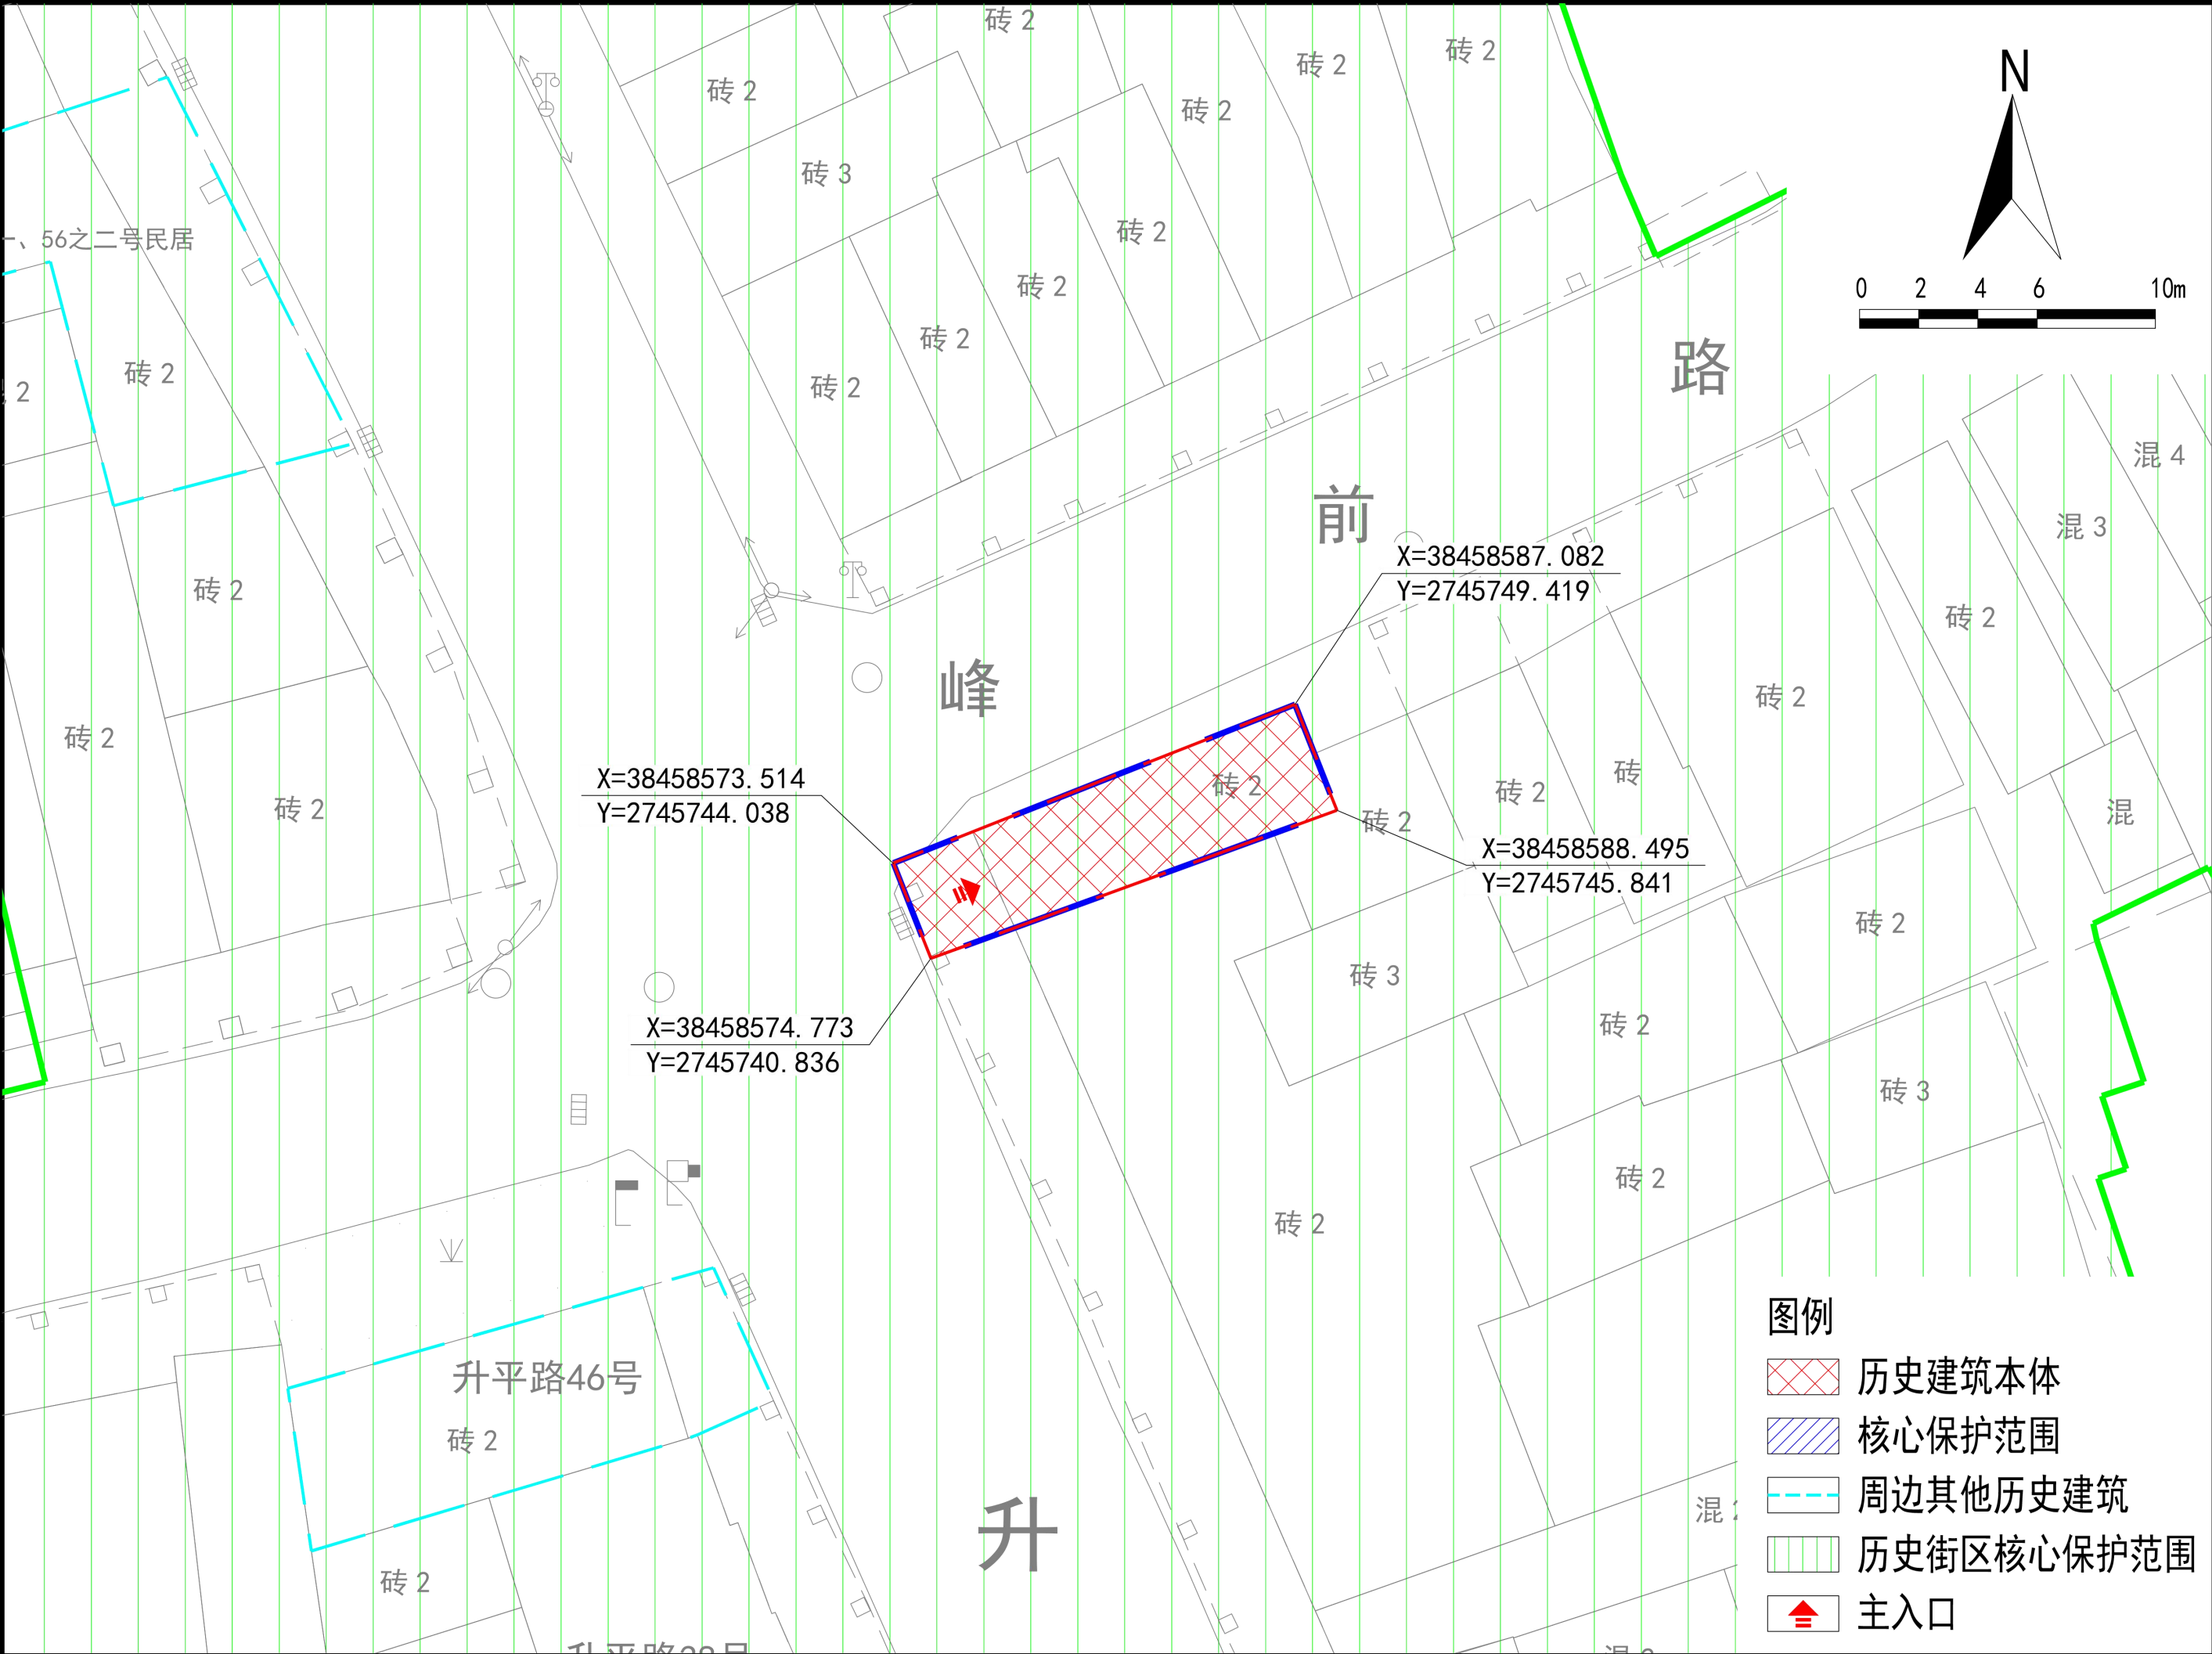 砖 2
砖 2
砖 2
砖 2
砖 2
砖 3
N
0 2 4 6 10m
一、56之二号民居
砖 2
砖 2
砖 2
砖 2
砖 2
2
路
混 4
前
混 3
X=38458587.082
Y=2745749.419
砖 2
砖 2
峰
砖 2
砖 2
X=38458573.514
Y=2745744.038
砖 2
砖 2
砖 2
砖 2
砖
混
X=38458588.495
Y=2745745.841
砖 2
砖 3
X=38458574.773
Y=2745740.836
砖 2
砖 3
砖 2
砖 2
升平路46号
砖 2
混
升
砖 2
图例
历史建筑本体
核心保护范围
周边其他历史建筑
历史街区核心保护范围
主入口